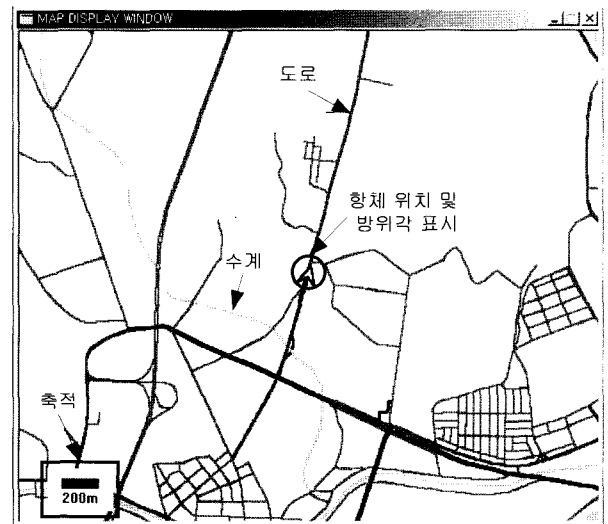 MAP DISPLAY WINDOW
도로
항체 위치 및
방위각 표시
수계
축적
200m